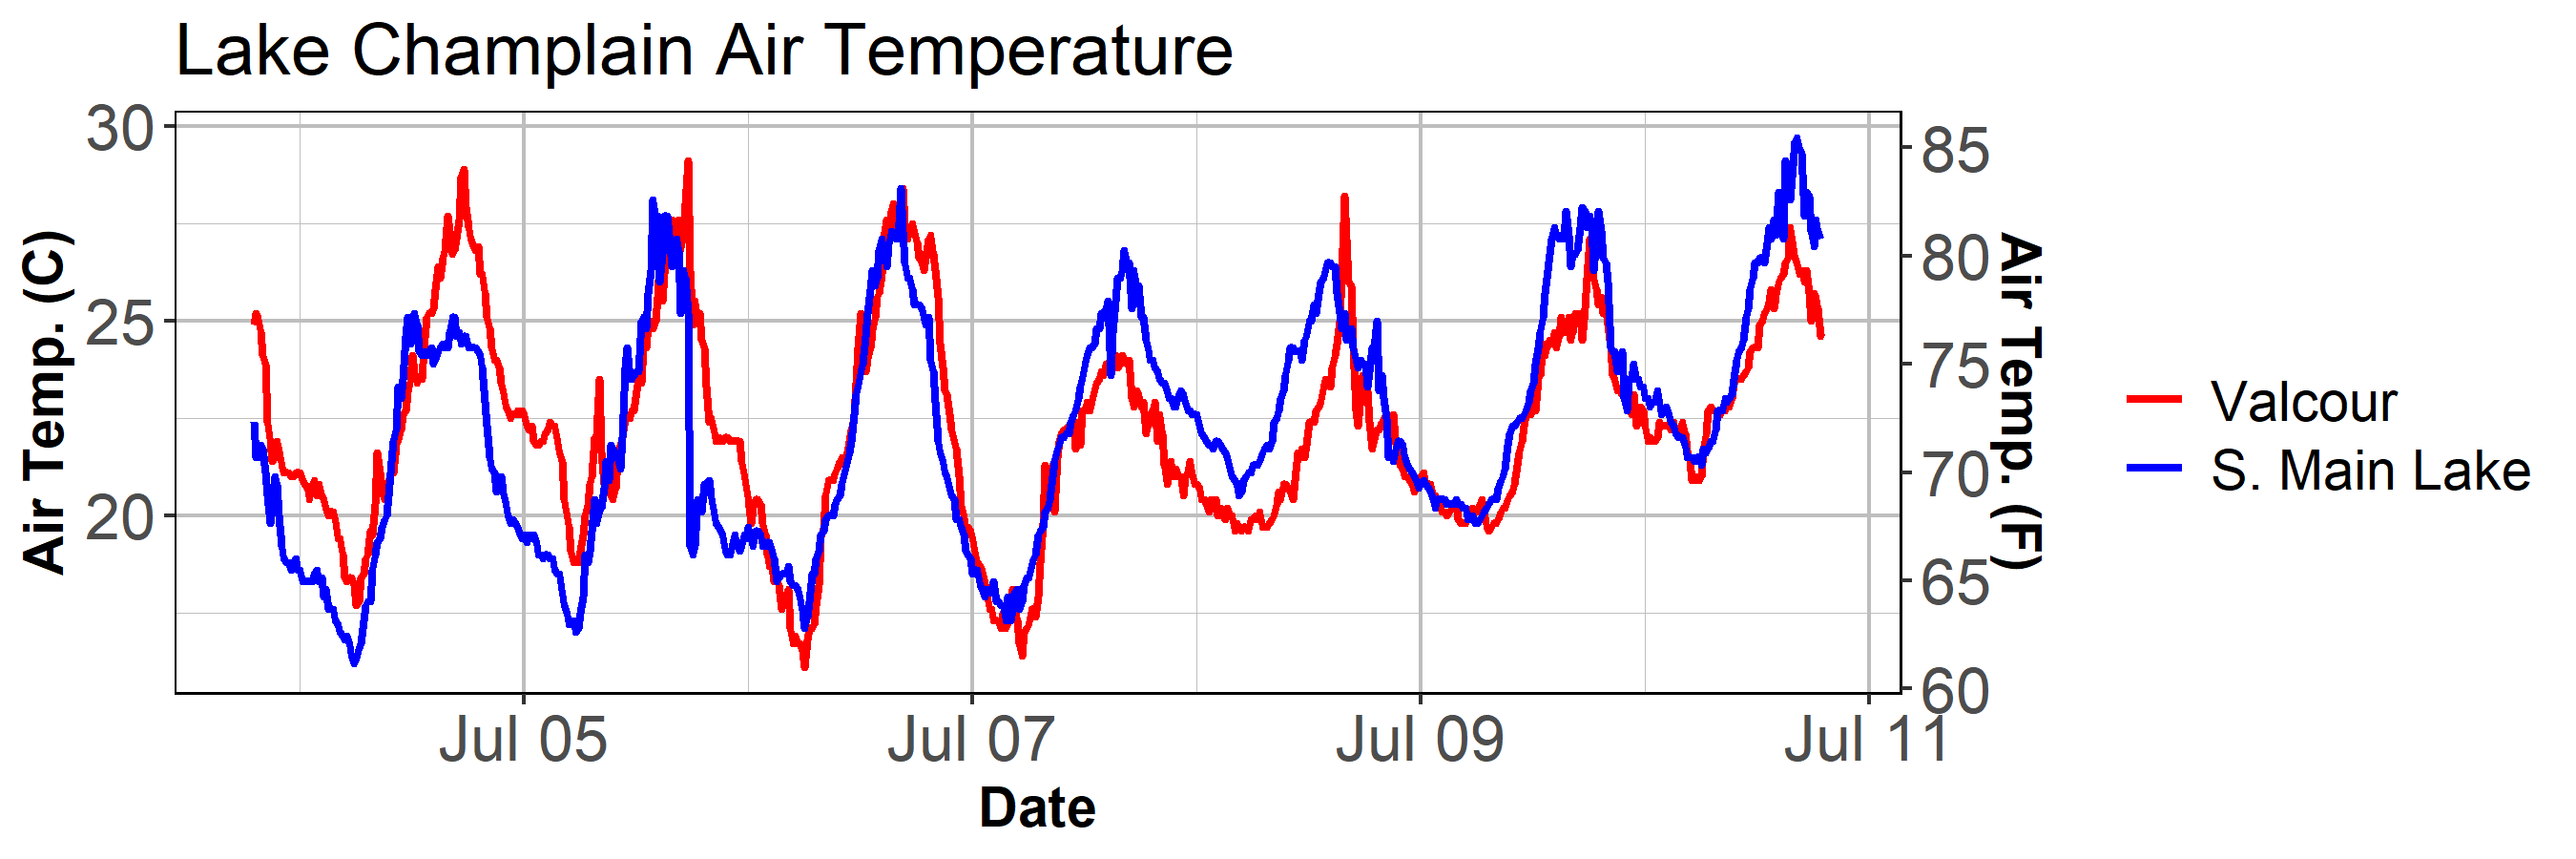 Lake Champlain Air Temperature
30
25
20
Air Temp. (C)
85
80
75
70
65
60
Air Temp. (F)
Jul 05
Jul 07
Jul 09
Jul 11
Date
Valcour
S. Main Lake